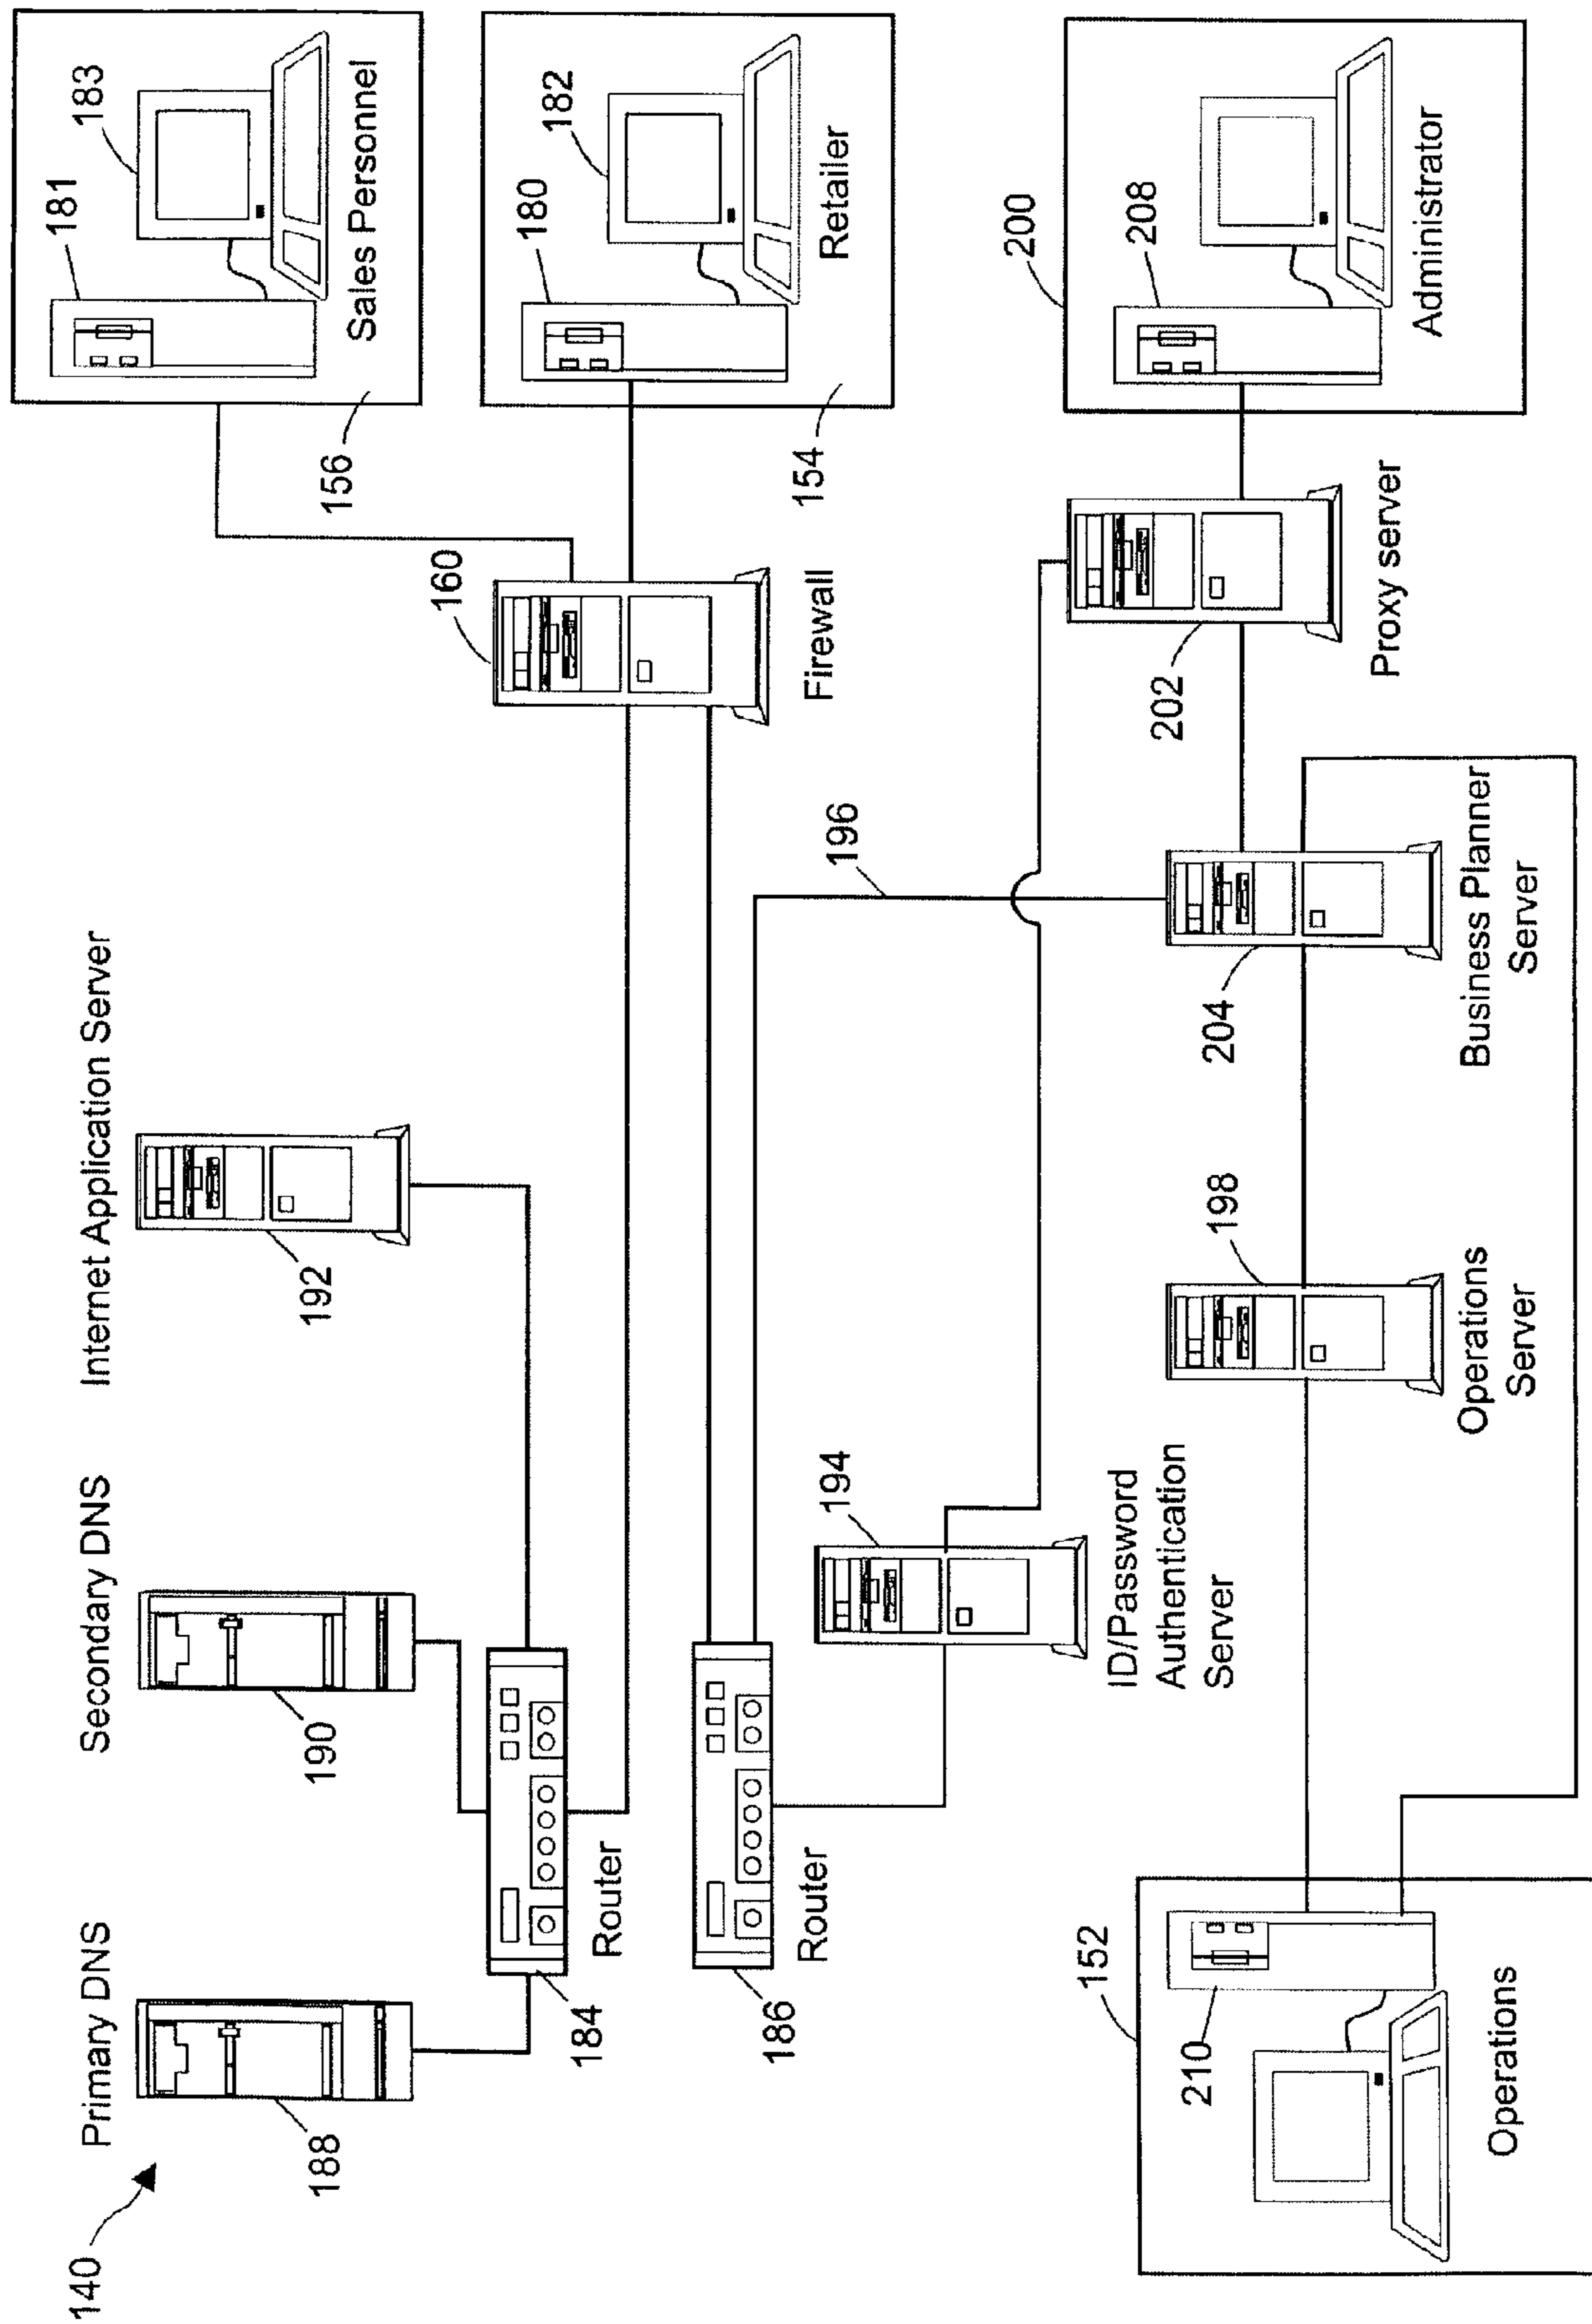 140
Primary DNS
Secondary DNS
Internet Application Server
188
190
192
184
Router
160
Firewall
181
183
Sales Personnel
156
180
182
Retailer
154
186
Router
194
ID/Password
Authentication
Server
196
202
Proxy server
200
208
Administrator
152
210
Operations
198
Operations
Server
204
Business Planner
Server